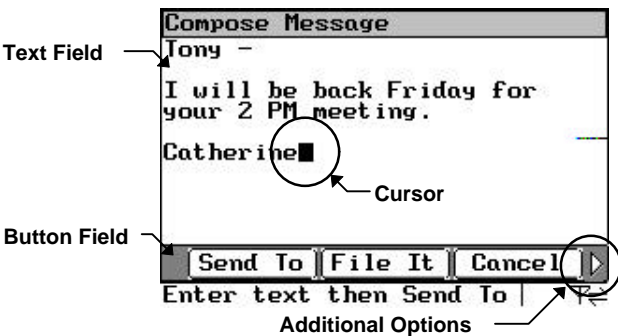 Compose Message
Text Field
Tony -
I will be back Friday for
your 2 PM meeting.
Catherine
Cursor
Button Field
Send To File It Cancel
Enter text then Send To
Additional Options